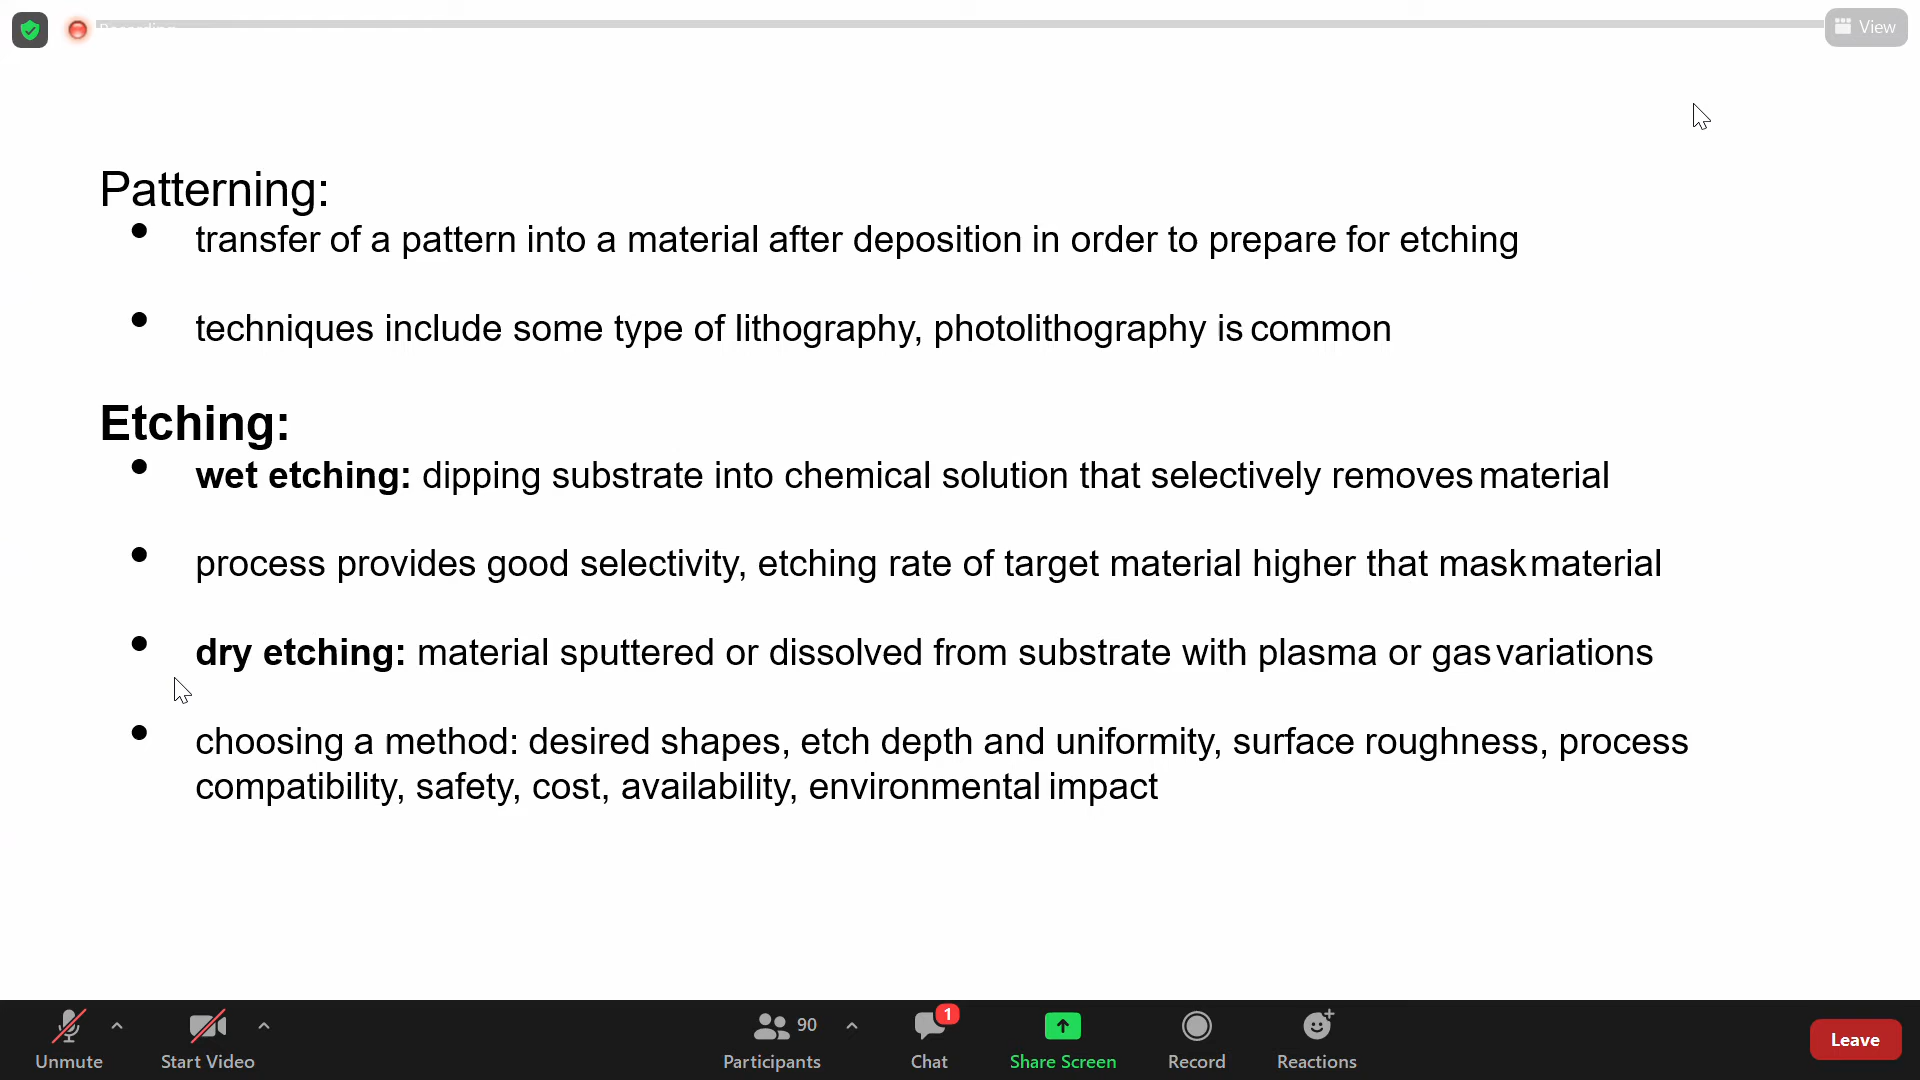 Recording
View
Patterning:
• transfer of a pattern into a material after deposition in order to prepare for etching
• techniques include some type of lithography, photolithography is common
Etching:
• wet etching: dipping substrate into chemical solution that selectively removes material
• process provides good selectivity, etching rate of target material higher that mask material
• dry etching: material sputtered or dissolved from substrate with plasma or gas variations
• choosing a method: desired shapes, etch depth and uniformity, surface roughness, process
compatibility, safety, cost, availability, environmental impact
90
1
Unmute
Start Video
Participants
Chat
Share Screen
Record
Reactions
Leave